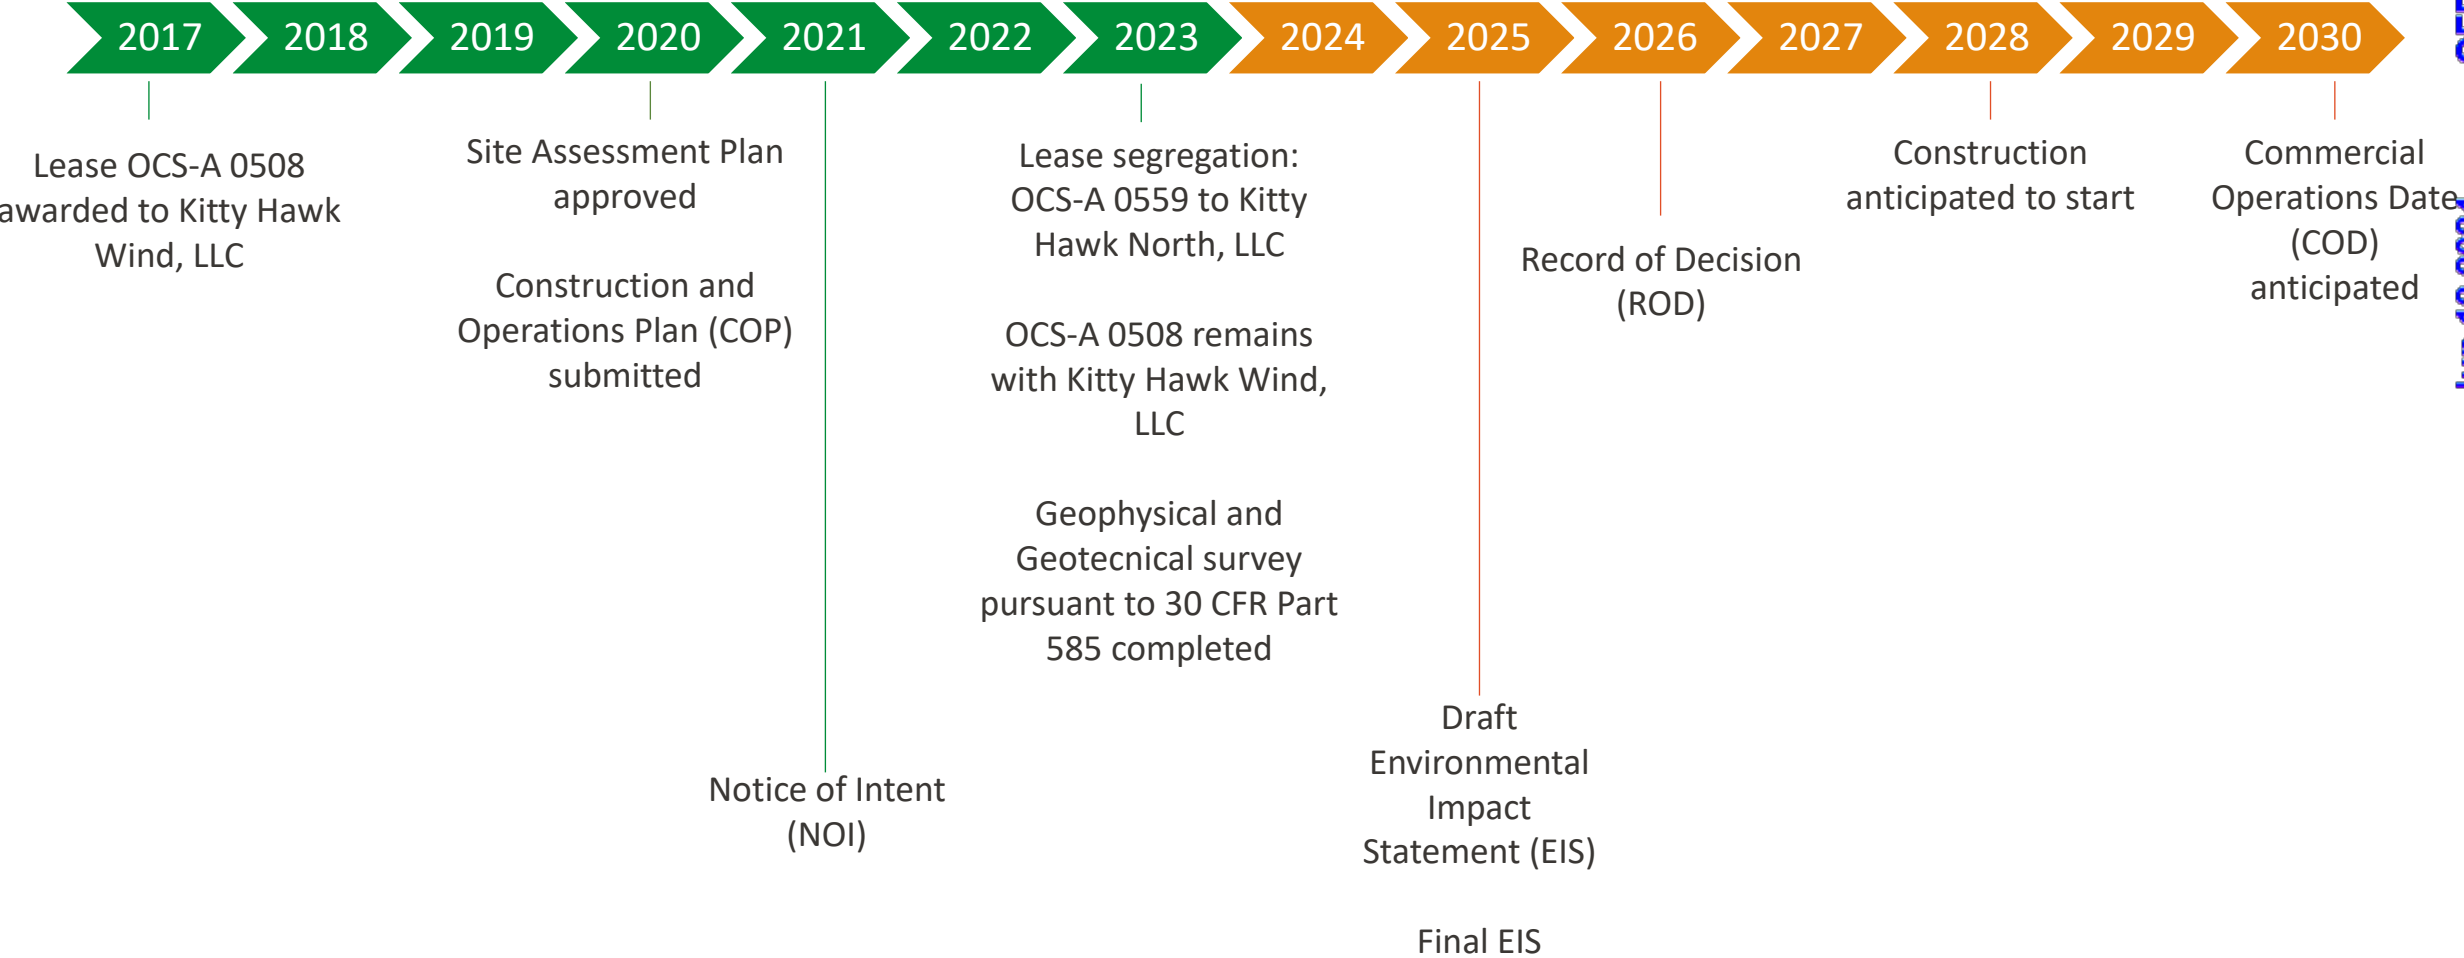 2017 2018 2019 2020 2021 2022 2023 2024 2025 2026 2027 2028 2029 2030
Lease OCS-A 0508
awarded to Kitty Hawk
Wind, LLC
Site Assessment Plan
approved
Construction and
Operations Plan (COP)
submitted
Notice of Intent
(NOI)
Lease segregation:
OCS-A 0559 to Kitty
Hawk North, LLC
OCS-A 0508 remains
with Kitty Hawk Wind,
LLC
Geophysical and
Geotecnical survey
pursuant to 30 CFR Part
585 completed
Draft
Environmental
Impact
Statement (EIS)
Final EIS
Record of Decision
(ROD)
Construction
anticipated to start
Commercial
Operations Date
(COD)
anticipated